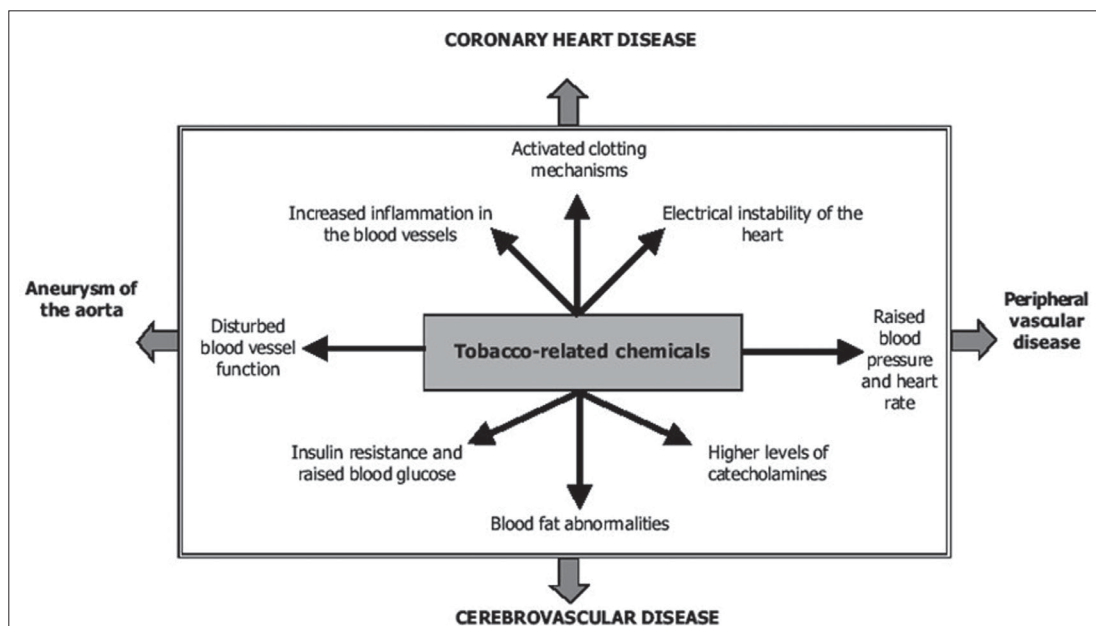 CORONARY HEART DISEASE
Activated clotting
mechanisms
Increased inflammation in
the blood vessels
Electrical instability of the
heart
Aneurysm of
the aorta
Disturbed
blood vessel
function
Tobacco-related chemicals
Raised
blood
pressure
and heart
rate
Peripheral
vascular
disease
Insulin resistance and
raised blood glucose
Higher levels of
catecholamines
Blood fat abnormalities
CEREBROVASCULAR DISEASE